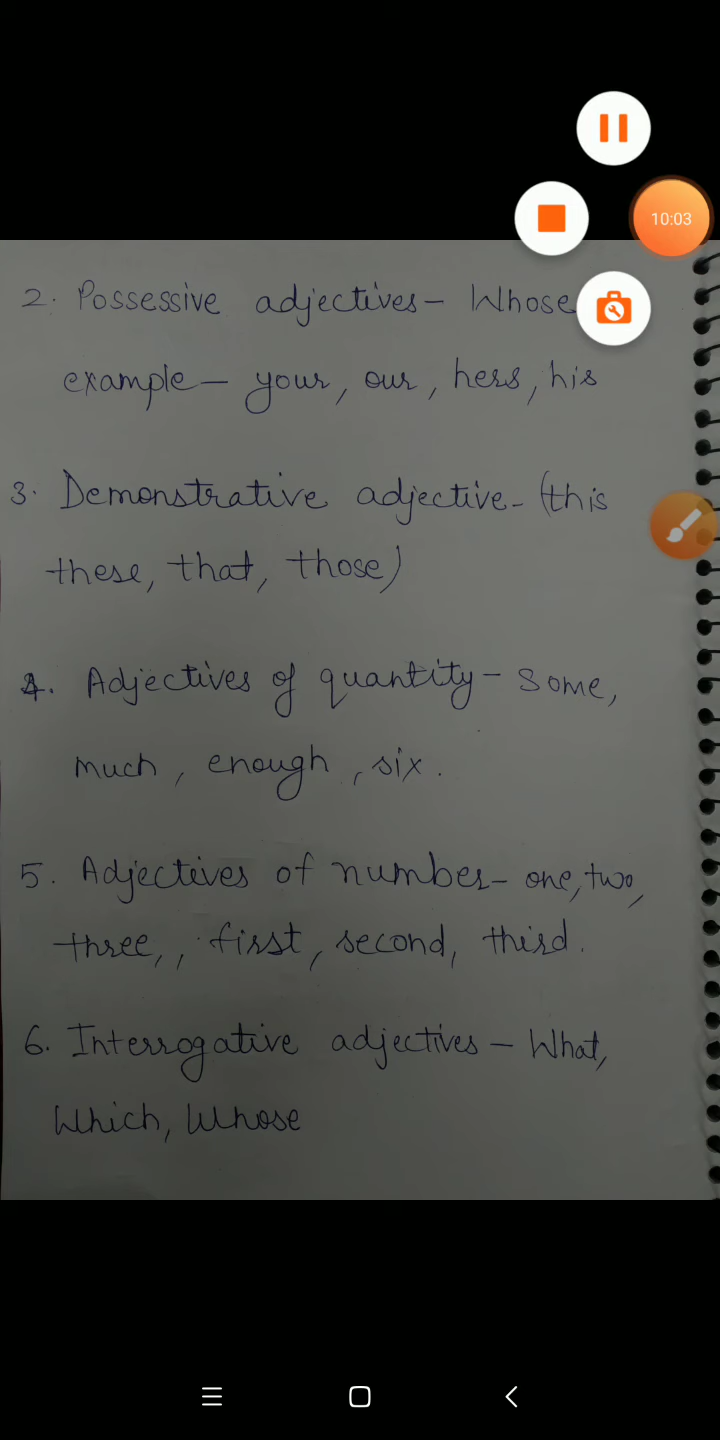 10:03
2. Possessive adjectives- Whose
example- your, our, hers, his
3. Demonstrative adjective- (this
these, that, those)
4. Adjectives of quantity- some,
much, enough, six.
5. Adjectives of number- one, two,
three, , first, second, third.
6. Interrogative adjectives- What,
Which, Whose